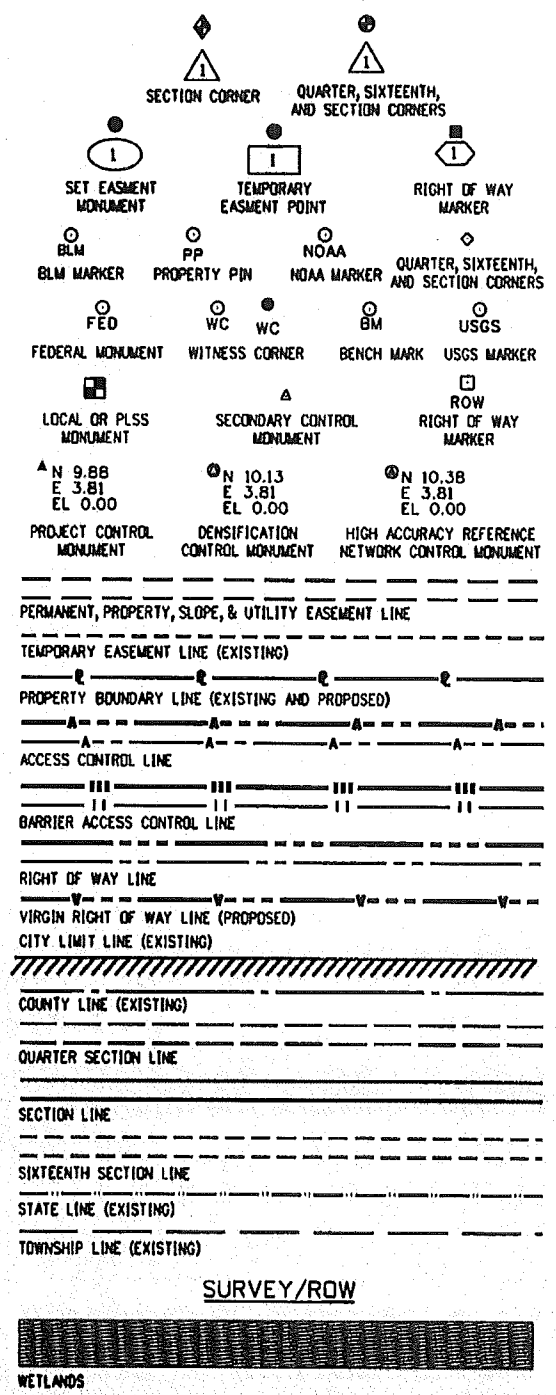 1
1
SECTION CORNER
QUARTER, SIXTEENTH,
AND SECTION CORNERS
1
1
1
SET EASMENT
MONUMENT
TEMPORARY
EASMENT POINT
RIGHT OF WAY
MARKER
BLM
BLM MARKER
PP
PROPERTY PIN
NOAA
NOAA MARKER
QUARTER, SIXTEENTH,
AND SECTION CORNERS
FED
FEDERAL MONUMENT
WC
WC
WITNESS CORNER
BM
BENCH MARK
USGS
USGS MARKER
LOCAL OR PLSS
MONUMENT
SECONDARY CONTROL
MONUMENT
ROW
RIGHT OF WAY
MARKER
N 9.88
E 3.81
EL 0.00
PROJECT CONTROL
MONUMENT
N 10.13
E 3.81
EL 0.00
DENSIFICATION
CONTROL MONUMENT
N 10.38
E 3.81
EL 0.00
HIGH ACCURACY REFERENCE
NETWORK CONTROL MONUMENT
PERMANENT, PROPERTY, SLOPE, & UTILITY EASEMENT LINE
TEMPORARY EASEMENT LINE (EXISTING)
PROPERTY BOUNDARY LINE (EXISTING AND PROPOSED)
A A A A
A A A A
ACCESS CONTROL LINE
BARRIER ACCESS CONTROL LINE
RIGHT OF WAY LINE
V V V V
VIRGIN RIGHT OF WAY LINE (PROPOSED)
CITY LIMIT LINE (EXISTING)
COUNTY LINE (EXISTING)
QUARTER SECTION LINE
SECTION LINE
SIXTEENTH SECTION LINE
STATE LINE (EXISTING)
TOWNSHIP LINE (EXISTING)
SURVEY/ROW
WETLANDS